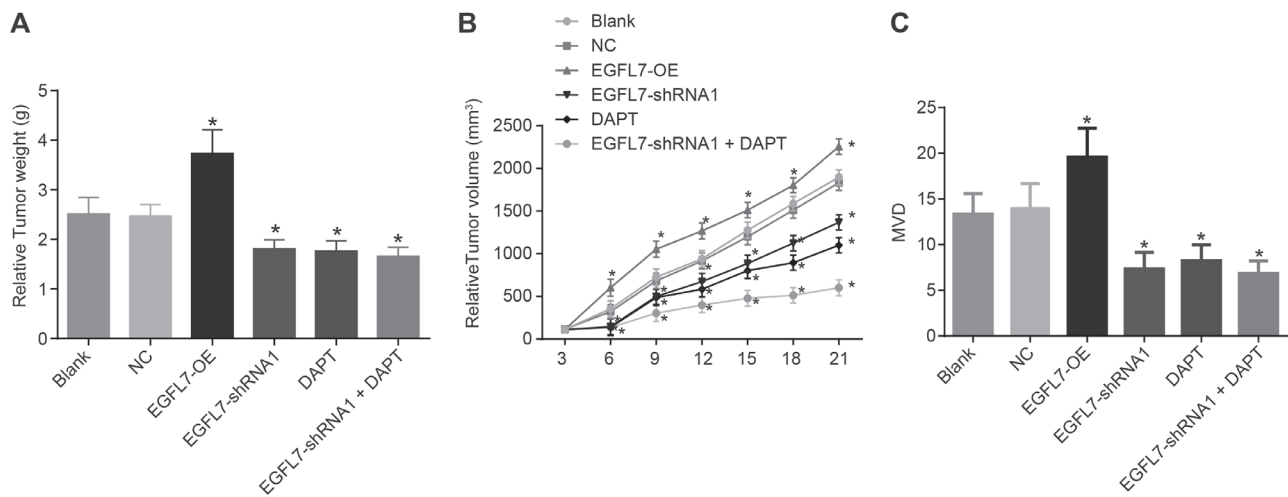 A
Relative Tumor weight (g)
5
4
3
2
1
0
*
*
*
*
Blank
NC
EGFL7-OE
EGFL7-shRNA1
DAPT
EGFL7-shRNA1 + DAPT
B
Blank
NC
EGFL7-OE
EGFL7-shRNA1
DAPT
EGFL7-shRNA1 + DAPT
RelativeTumor volume (mm³)
2500
2000
1500
1000
500
0
* * * * * *
* * * * * *
* * * * * *
* * * * * *
3 6 9 12 15 18 21
C
MVD
25
20
15
10
5
0
*
*
*
*
Blank
NC
EGFL7-OE
EGFL7-shRNA1
DAPT
EGFL7-shRNA1 + DAPT